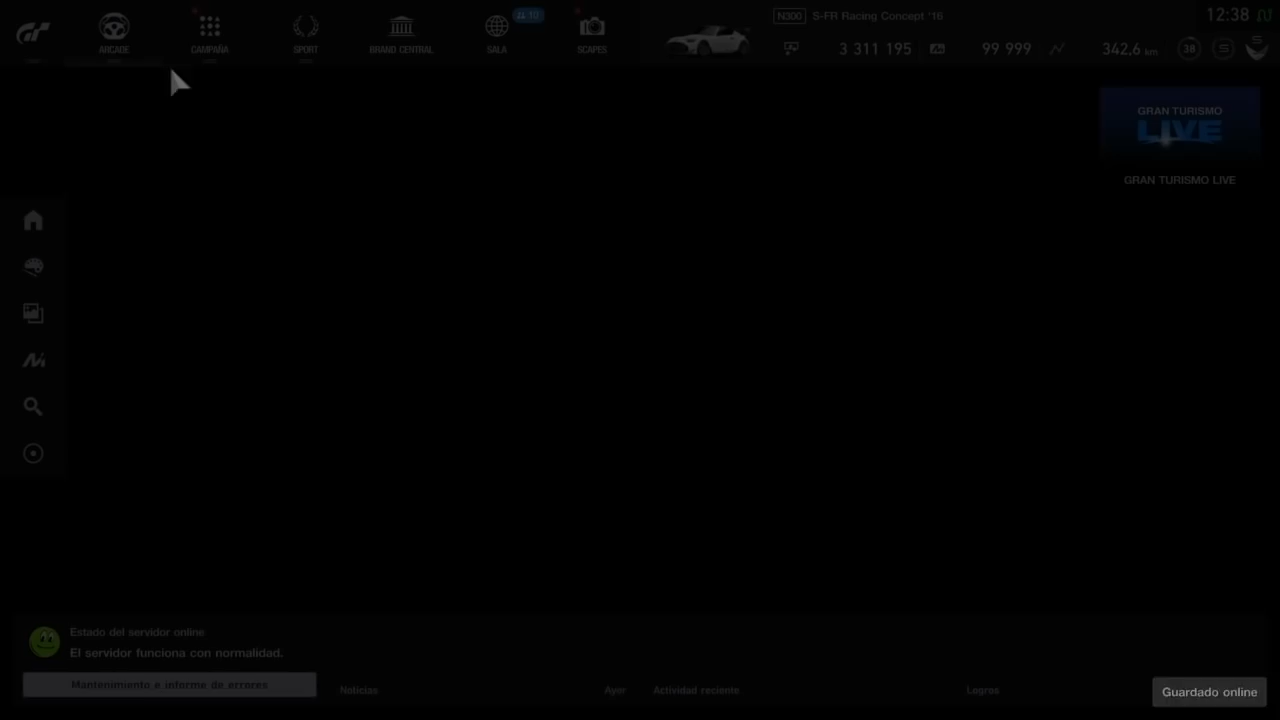 N300 S-FR Racing Concept '16
12:38
ARCADE
CAMPAÑA
SPORT
BRAND CENTRAL
SALA
10
SCAPES
3 311 195
99 999
342,6 km
38
S
GRAN TURISMO
LIVE
GRAN TURISMO LIVE
Estado del servidor online
El servidor funciona con normalidad.
Mantenimiento e informe de errores
Noticias
Ayer
Actividad reciente
Logros
Guardado online